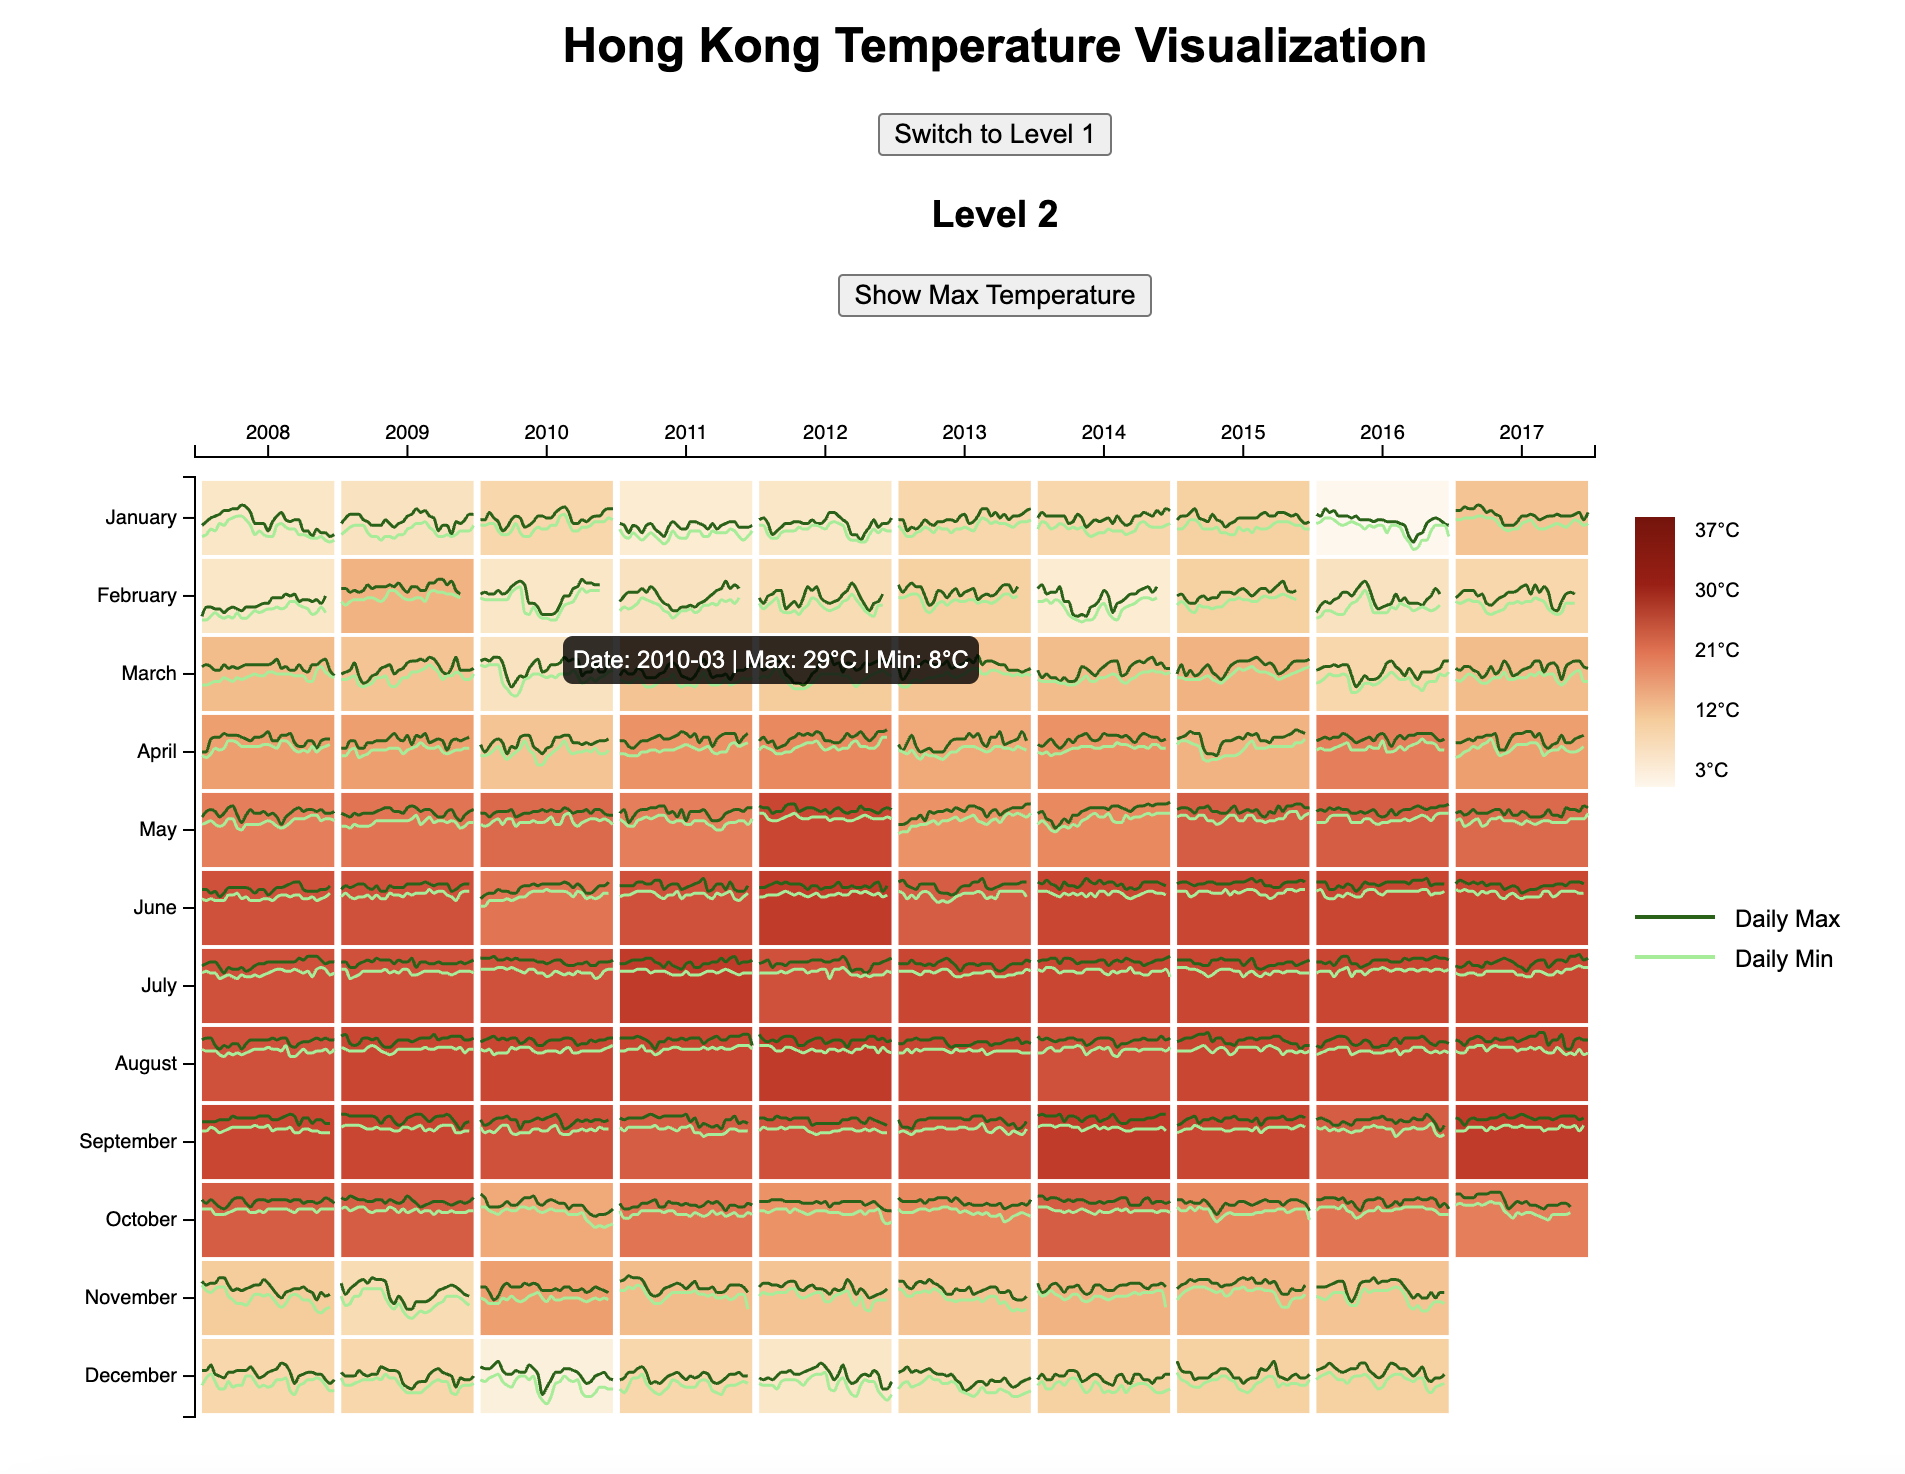 Hong Kong Temperature Visualization
Switch to Level 1
Level 2
Show Max Temperature
2008 2009 2010 2011 2012 2013 2014 2015 2016 2017
January
37°C
30°C
February
21°C
Date: 2010-03 | Max: 29°C | Min: 8°C
March
12°C
April
3°C
May
June
Daily Max
Daily Min
July
August
September
October
November
December